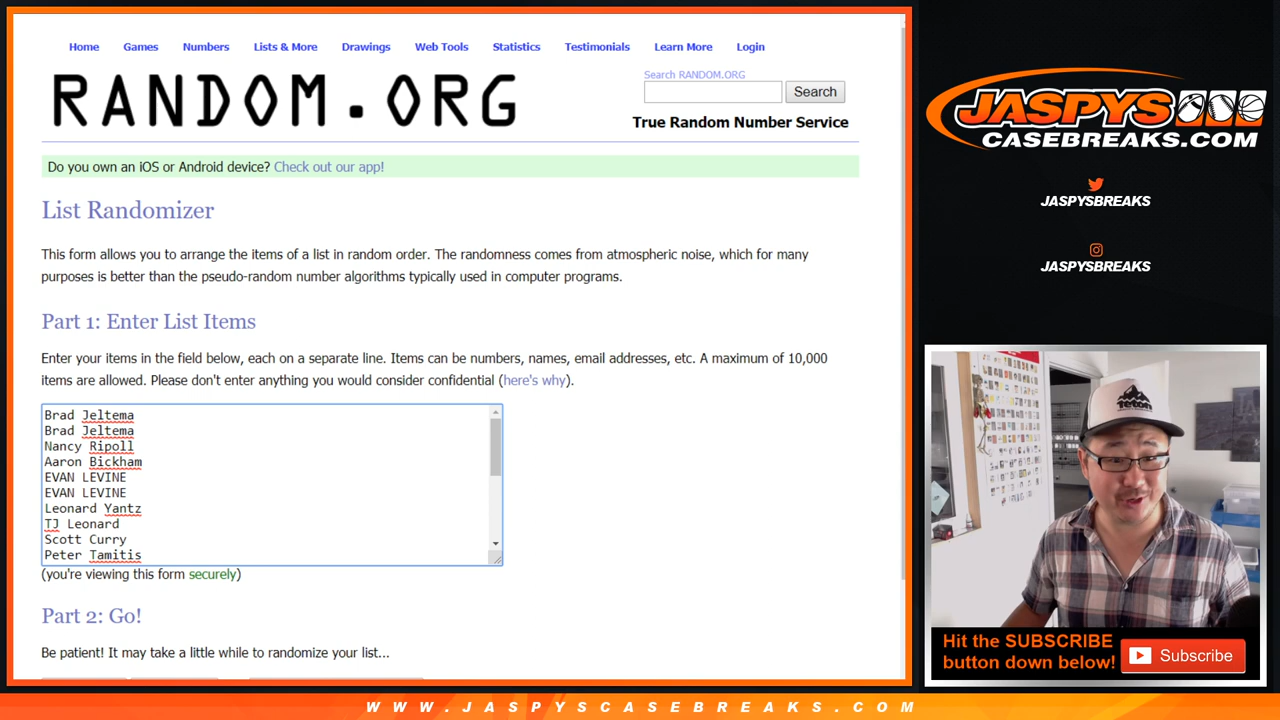 Home Games Numbers Lists & More Drawings Web Tools Statistics Testimonials Learn More Login
RANDOM.ORG
Search RANDOM.ORG
Search
True Random Number Service
Do you own an iOS or Android device? Check out our app!
List Randomizer
This form allows you to arrange the items of a list in random order. The randomness comes from atmospheric noise, which for many
purposes is better than the pseudo-random number algorithms typically used in computer programs.
Part 1: Enter List Items
Enter your items in the field below, each on a separate line. Items can be numbers, names, email addresses, etc. A maximum of 10,000
items are allowed. Please don't enter anything you would consider confidential (here's why).
Brad Jeltema
Brad Jeltema
Nancy Ripoll
Aaron Bickham
EVAN LEVINE
EVAN LEVINE
Leonard Yantz
TJ Leonard
Scott Curry
Peter Tamitis
(you're viewing this form securely)
Part 2: Go!
Be patient! It may take a little while to randomize your list...
JASPYS
CASEBREAKS.COM
JASPYSBREAKS
JASPYSBREAKS
Teton
Hit the SUBSCRIBE
button down below!
Subscribe
WWW.JASPYSCASEBREAKS.COM